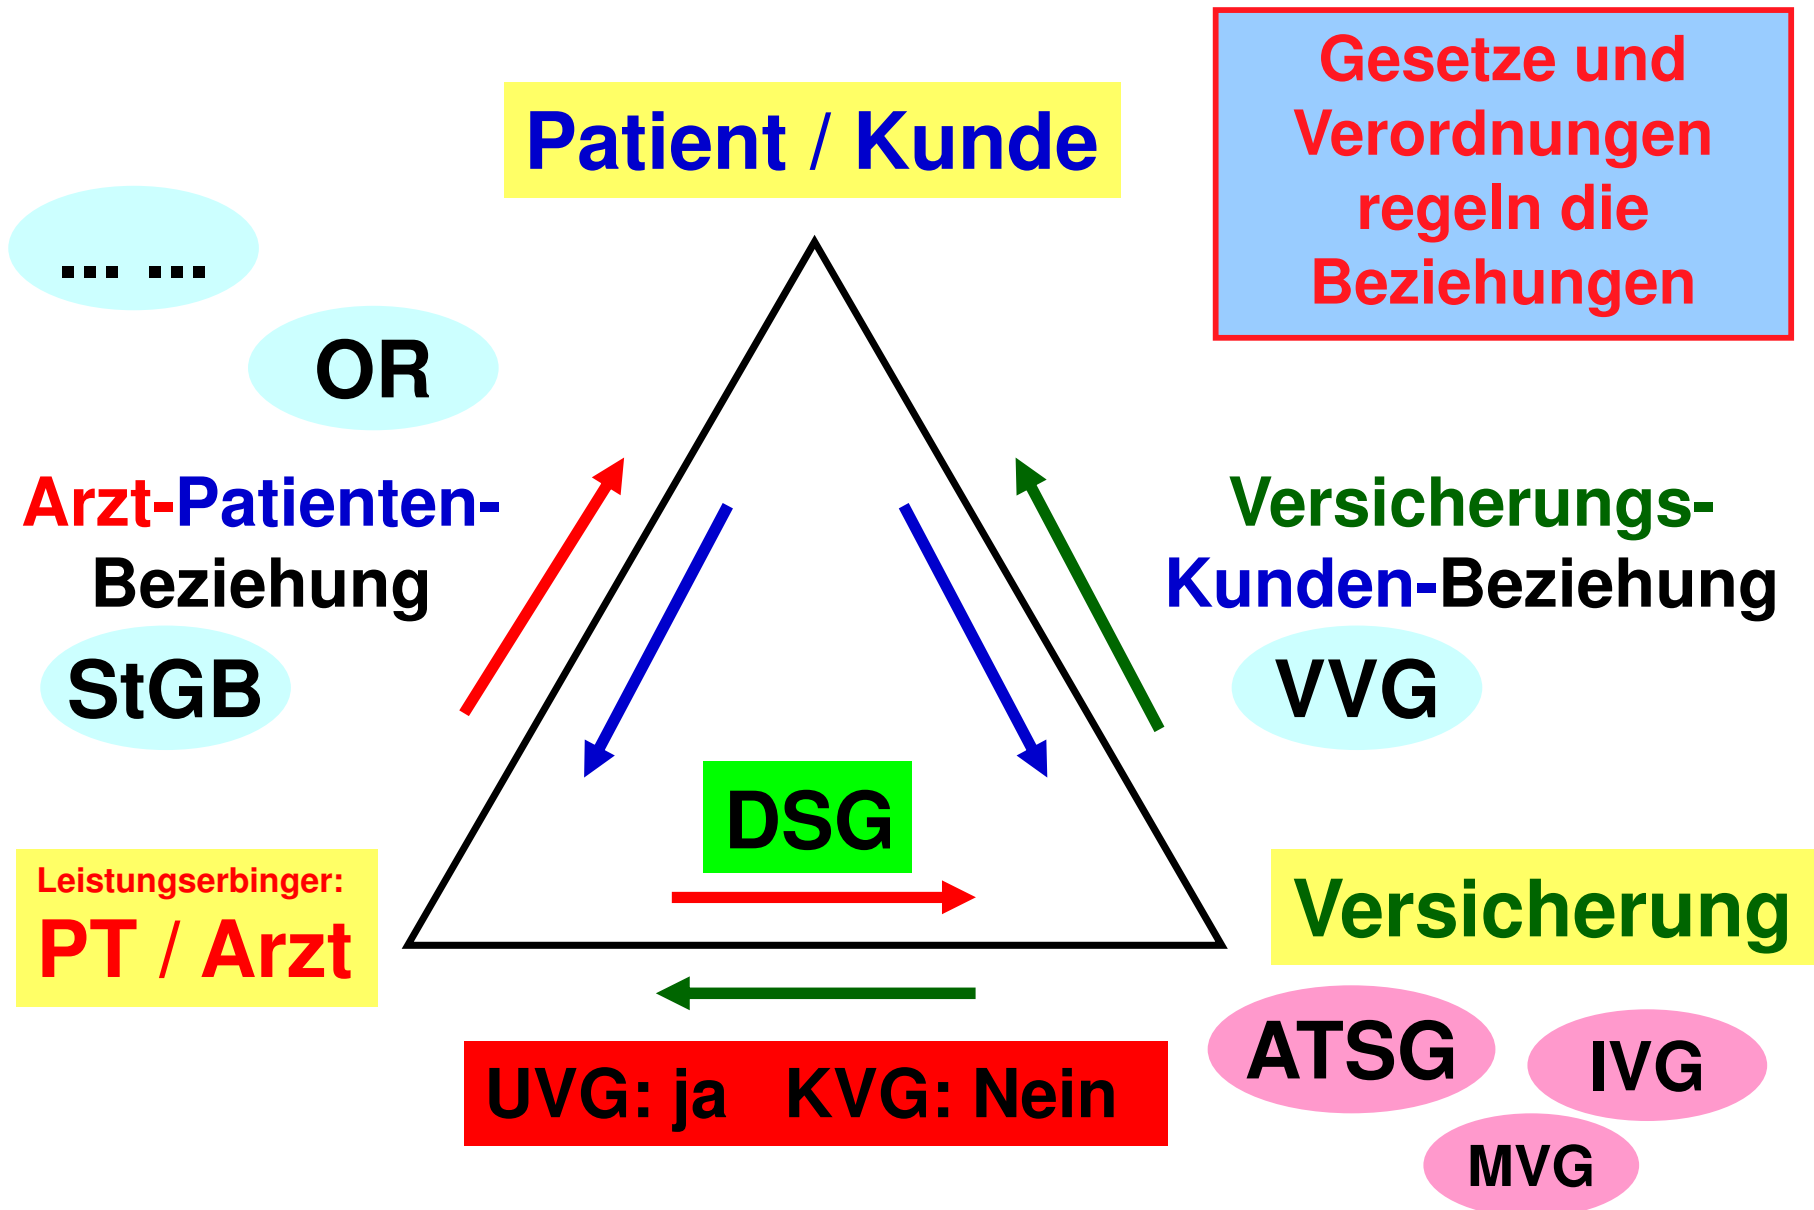 Gesetze und
Verordnungen
regeln die
Beziehungen
Patient / Kunde
... ...
OR
Arzt-Patienten-
Beziehung
StGB
Versicherungs-
Kunden-Beziehung
VVG
DSG
Leistungserbinger:
PT / Arzt
Versicherung
UVG: ja KVG: Nein
ATSG
IVG
MVG